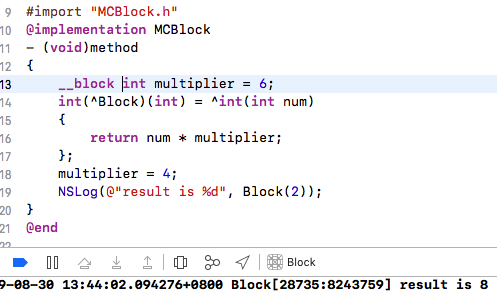 9 #import "MCBlock.h"
10 @implementation MCBlock
11 - (void)method
12 {
13     __block int multiplier = 6;
14     int(^Block)(int) = ^int(int num)
15     {
16         return num * multiplier;
17     };
18     multiplier = 4;
19     NSLog(@"result is %d", Block(2));
20 }
21 @end
22
Block
9-08-30 13:44:02.094276+0800 Block[28735:8243759] result is 8